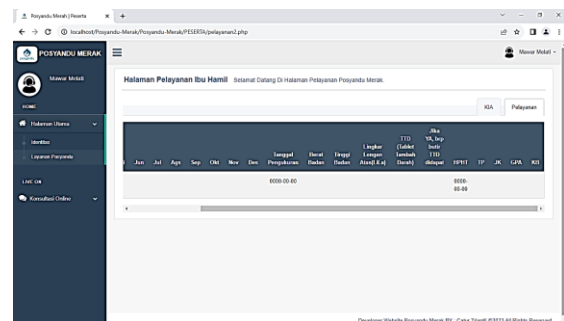 Posyandu Merah | Peserta
localhost/Posyandu-Merak/Posyandu-Merak/PESERTA/pelayanan2.php
POSYANDU MERAK
Mawar Melati
Mawar Melati
HOME
Halaman Utama
Identitas
Layanan Posyandu
LIVE ON
Konsultasi Online
Halaman Pelayanan Ibu Hamil Selamat Datang Di Halaman Pelayanan Posyandu Merak.
KIA Pelayanan
Jun Jul Ags Sep Okt Nov Des Tanggal Pengukuran Berat Badan Tinggi Badan Lingkar Lengan Atas(LiLa) TTD (Tablet Tambah Darah) Jika YA, brp butir TTD didapat HPHT TP JK GPA KB
0000-00-00 0000-00-00